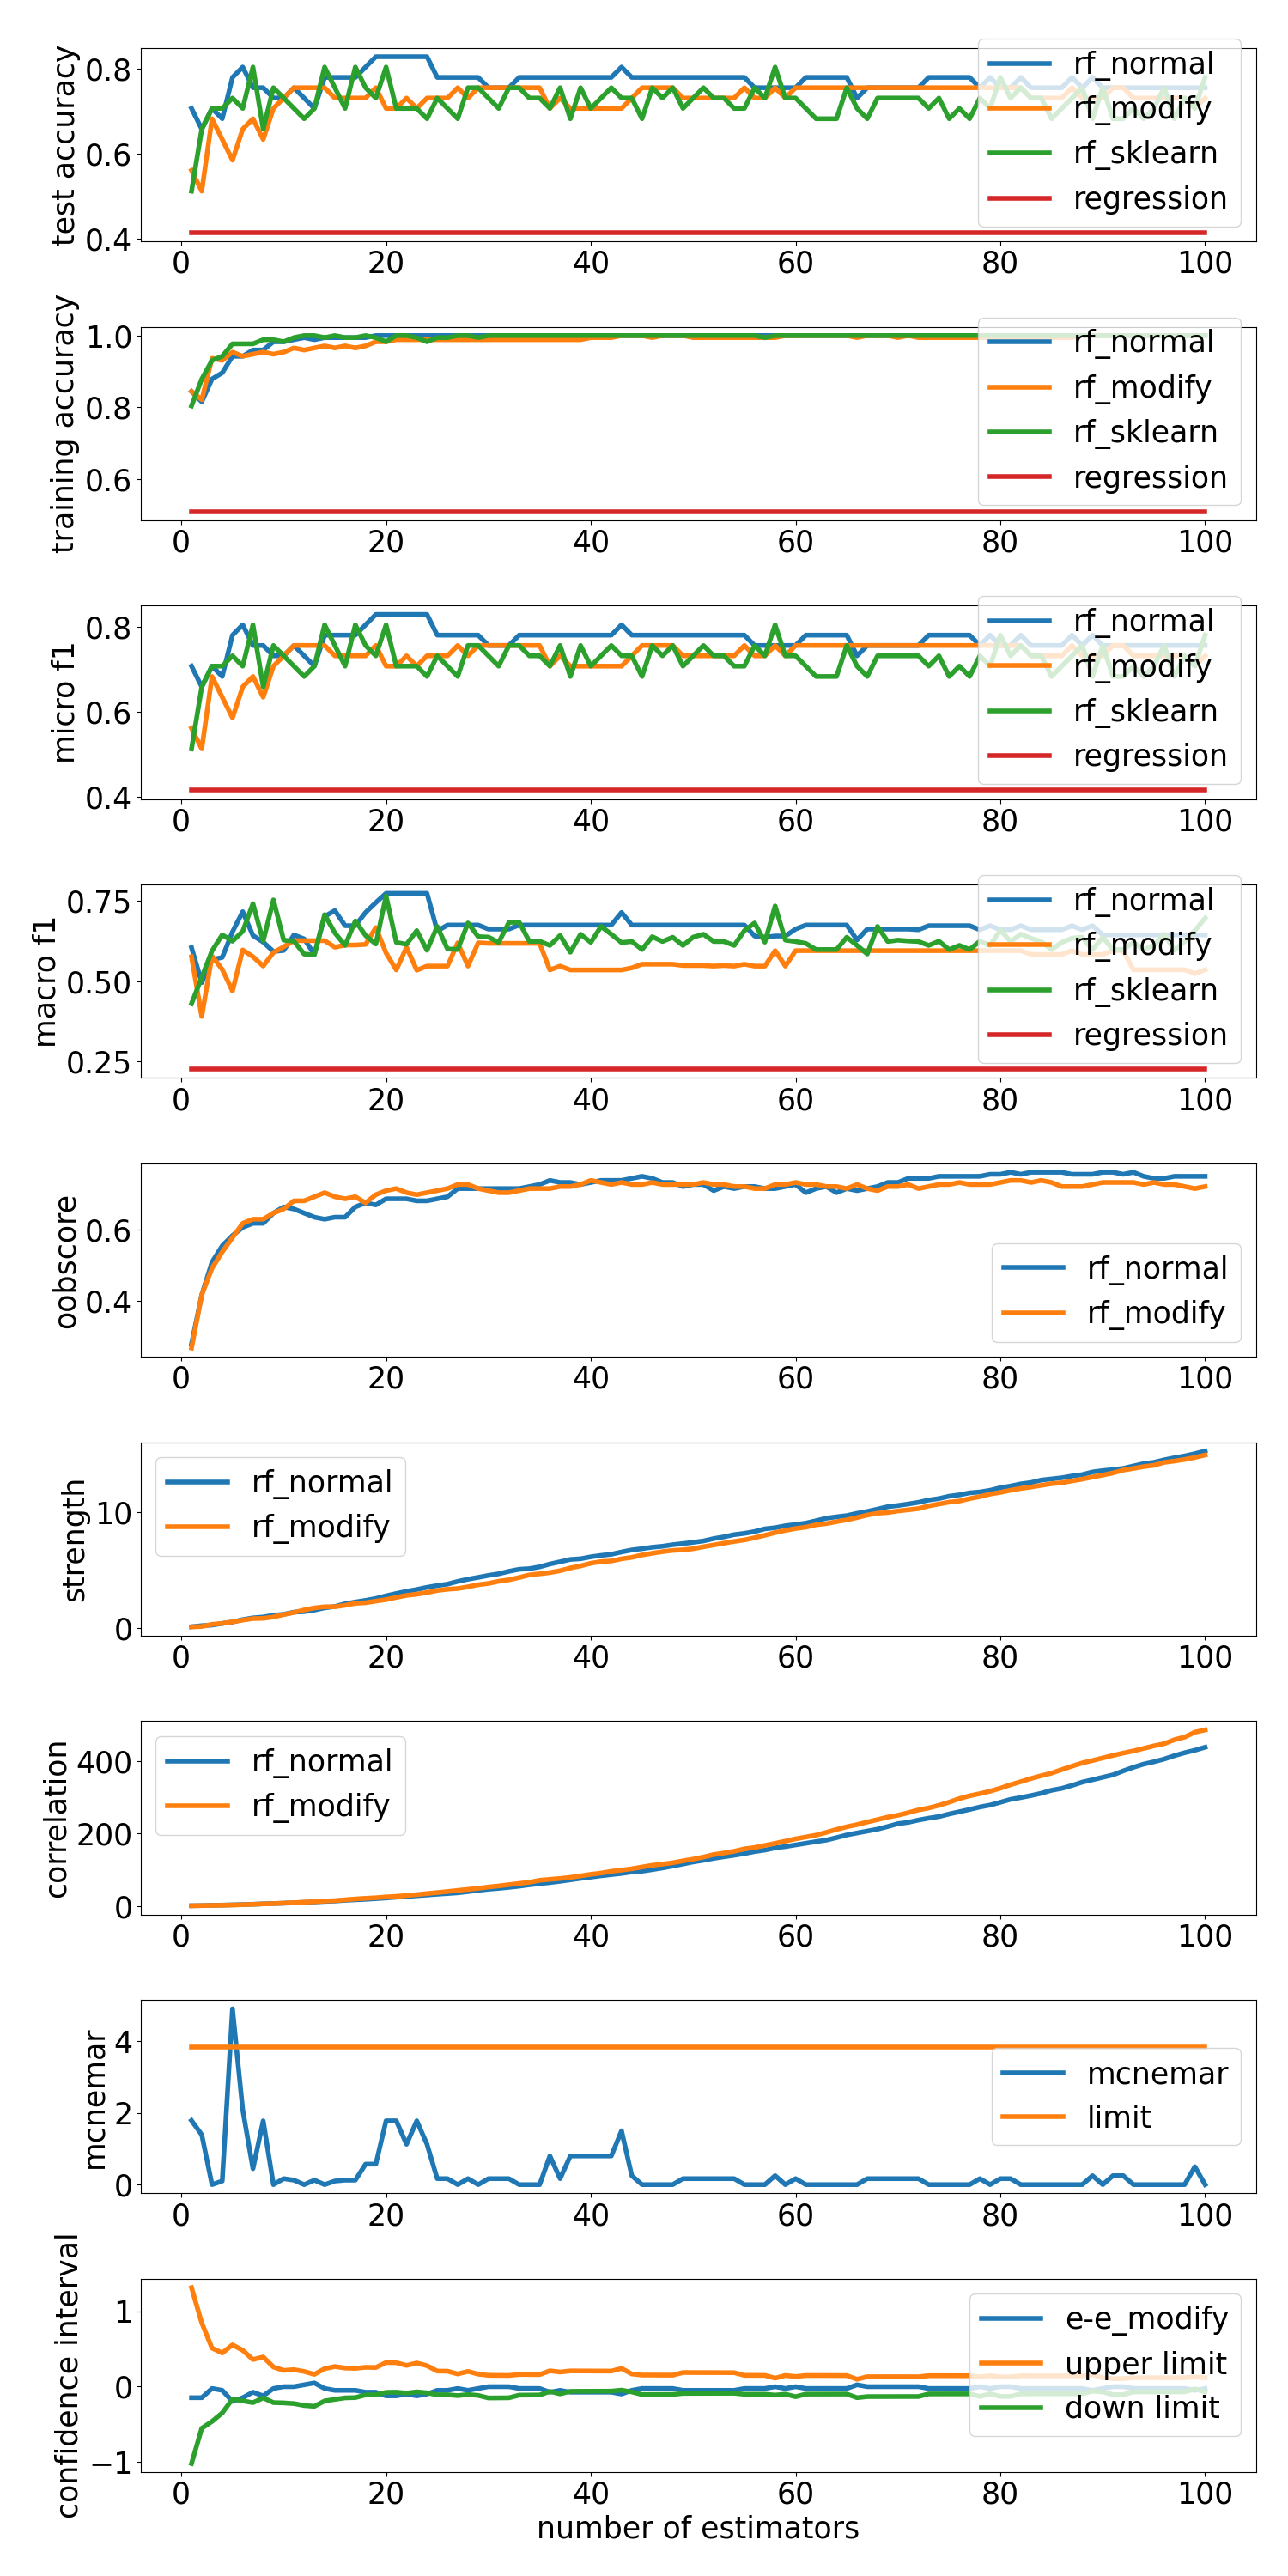 test accuracy
0.8
0.6
0.4
rf_normal
rf_modify
rf_sklearn
regression
0 20 40 60 80 100
training accuracy
1.0
0.8
0.6
rf_normal
rf_modify
rf_sklearn
regression
0 20 40 60 80 100
micro f1
0.8
0.6
0.4
rf_normal
rf_modify
rf_sklearn
regression
0 20 40 60 80 100
macro f1
0.75
0.50
0.25
rf_normal
rf_modify
rf_sklearn
regression
0 20 40 60 80 100
oobscore
0.6
0.4
rf_normal
rf_modify
0 20 40 60 80 100
strength
10
0
rf_normal
rf_modify
0 20 40 60 80 100
correlation
400
200
0
rf_normal
rf_modify
0 20 40 60 80 100
mcnemar
4
2
0
mcnemar
limit
0 20 40 60 80 100
confidence interval
1
0
−1
e-e_modify
upper limit
down limit
0 20 40 60 80 100
number of estimators